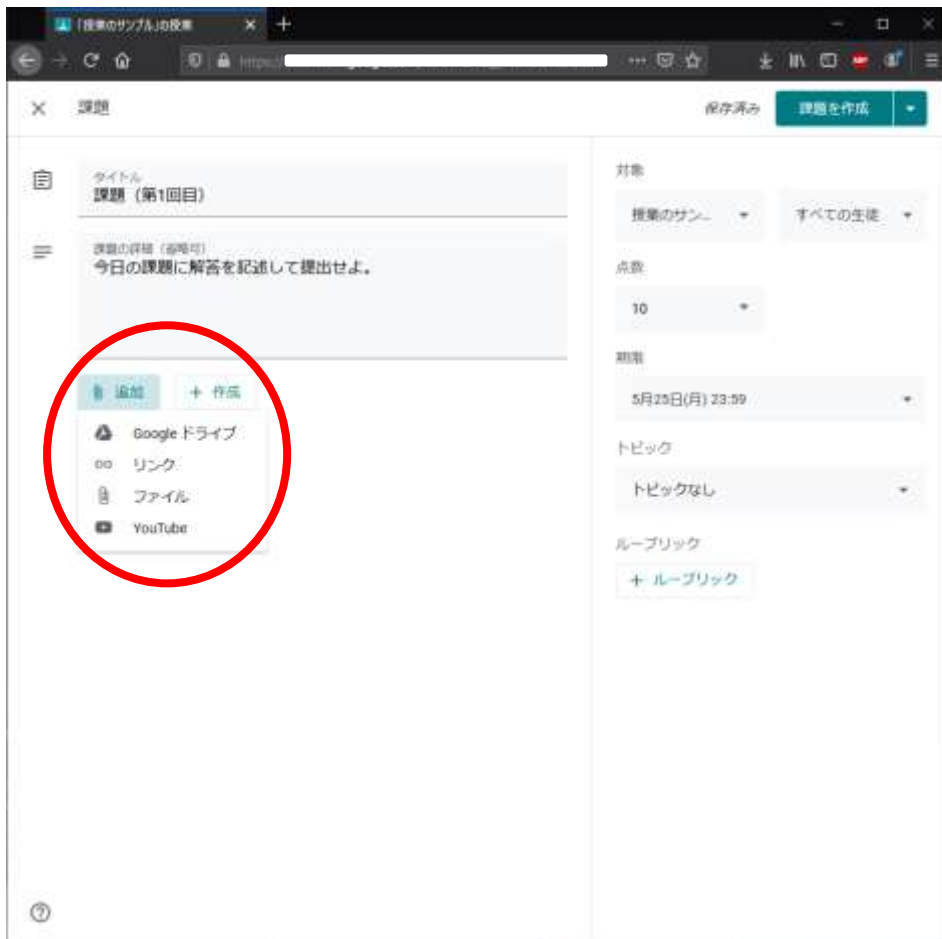 「授業のサンプル」の授業
https://
課題
保存済み
課題を作成
タイトル
課題（第1回目）
課題の詳細（省略可）
今日の課題に解答を記述して提出せよ。
追加
+ 作成
Google ドライブ
リンク
ファイル
YouTube
対象
授業のサン...
すべての生徒
点数
10
期限
5月25日(月) 23:59
トピック
トピックなし
ルーブリック
+ ルーブリック